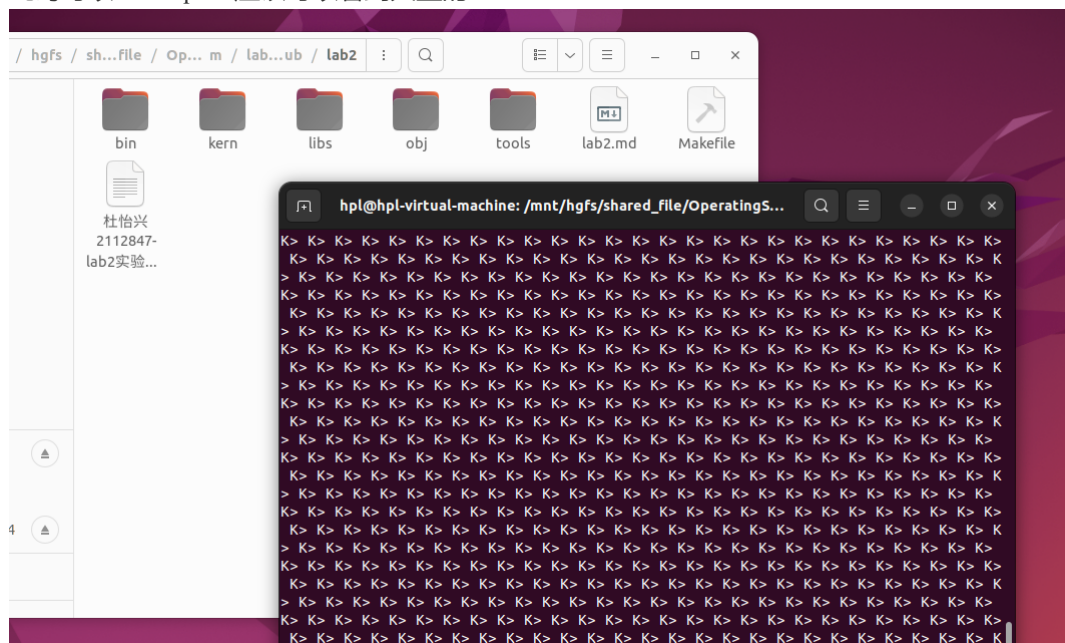 / hgfs / sh...file / Op... m / lab...ub / lab2
bin
kern
libs
obj
tools
lab2.md
Makefile
杜怡兴
2112847-
lab2实验...
4
hpl@hpl-virtual-machine: /mnt/hgfs/shared_file/OperatingS...
K> K> K> K> K> K> K> K> K> K> K> K> K> K> K> K> K> K> K> K> K> K> K> K> K> K> K>
K> K> K> K> K> K> K> K> K> K> K> K> K> K> K> K> K> K> K> K> K> K> K> K> K> K> K
> K> K> K> K> K> K> K> K> K> K> K> K> K> K> K> K> K> K> K> K> K> K> K> K> K> K>
K> K> K> K> K> K> K> K> K> K> K> K> K> K> K> K> K> K> K> K> K> K> K> K> K> K> K>
K> K> K> K> K> K> K> K> K> K> K> K> K> K> K> K> K> K> K> K> K> K> K> K> K> K> K
> K> K> K> K> K> K> K> K> K> K> K> K> K> K> K> K> K> K> K> K> K> K> K> K> K> K>
K> K> K> K> K> K> K> K> K> K> K> K> K> K> K> K> K> K> K> K> K> K> K> K> K> K> K>
K> K> K> K> K> K> K> K> K> K> K> K> K> K> K> K> K> K> K> K> K> K> K> K> K> K> K
> K> K> K> K> K> K> K> K> K> K> K> K> K> K> K> K> K> K> K> K> K> K> K> K> K> K>
K> K> K> K> K> K> K> K> K> K> K> K> K> K> K> K> K> K> K> K> K> K> K> K> K> K> K>
K> K> K> K> K> K> K> K> K> K> K> K> K> K> K> K> K> K> K> K> K> K> K> K> K> K> K
> K> K> K> K> K> K> K> K> K> K> K> K> K> K> K> K> K> K> K> K> K> K> K> K> K> K>
K> K> K> K> K> K> K> K> K> K> K> K> K> K> K> K> K> K> K> K> K> K> K> K> K> K> K>
K> K> K> K> K> K> K> K> K> K> K> K> K> K> K> K> K> K> K> K> K> K> K> K> K> K> K
> K> K> K> K> K> K> K> K> K> K> K> K> K> K> K> K> K> K> K> K> K> K> K> K> K> K>
K> K> K> K> K> K> K> K> K> K> K> K> K> K> K> K> K> K> K> K> K> K> K> K> K> K> K>
K> K> K> K> K> K> K> K> K> K> K> K> K> K> K> K> K> K> K> K> K> K> K> K> K> K> K
> K> K> K> K> K> K> K> K> K> K> K> K> K> K> K> K> K> K> K> K> K> K> K> K> K> K>
K> K> K> K> K> K> K> K> K> K> K> K> K> K> K> K> K> K> K> K> K> K> K> K> K> K> K>
K> K> K> K> K> K> K> K> K> K> K> K> K> K> K> K> K> K> K> K> K> K> K> K> K> K> K
> K> K> K> K> K> K> K> K> K> K> K> K> K> K> K> K> K> K> K> K> K> K> K> K> K> K>
K> K> K> K> K> K> K> K> K> K> K> K> K> K> K> K> K> K> K> K> K> K> K> K> K> K> K>
K> K> K> K> K> K> K> K> K> K> K> K> K> K> K> K> K> K> K> K> K> K> K> K> K> K> K